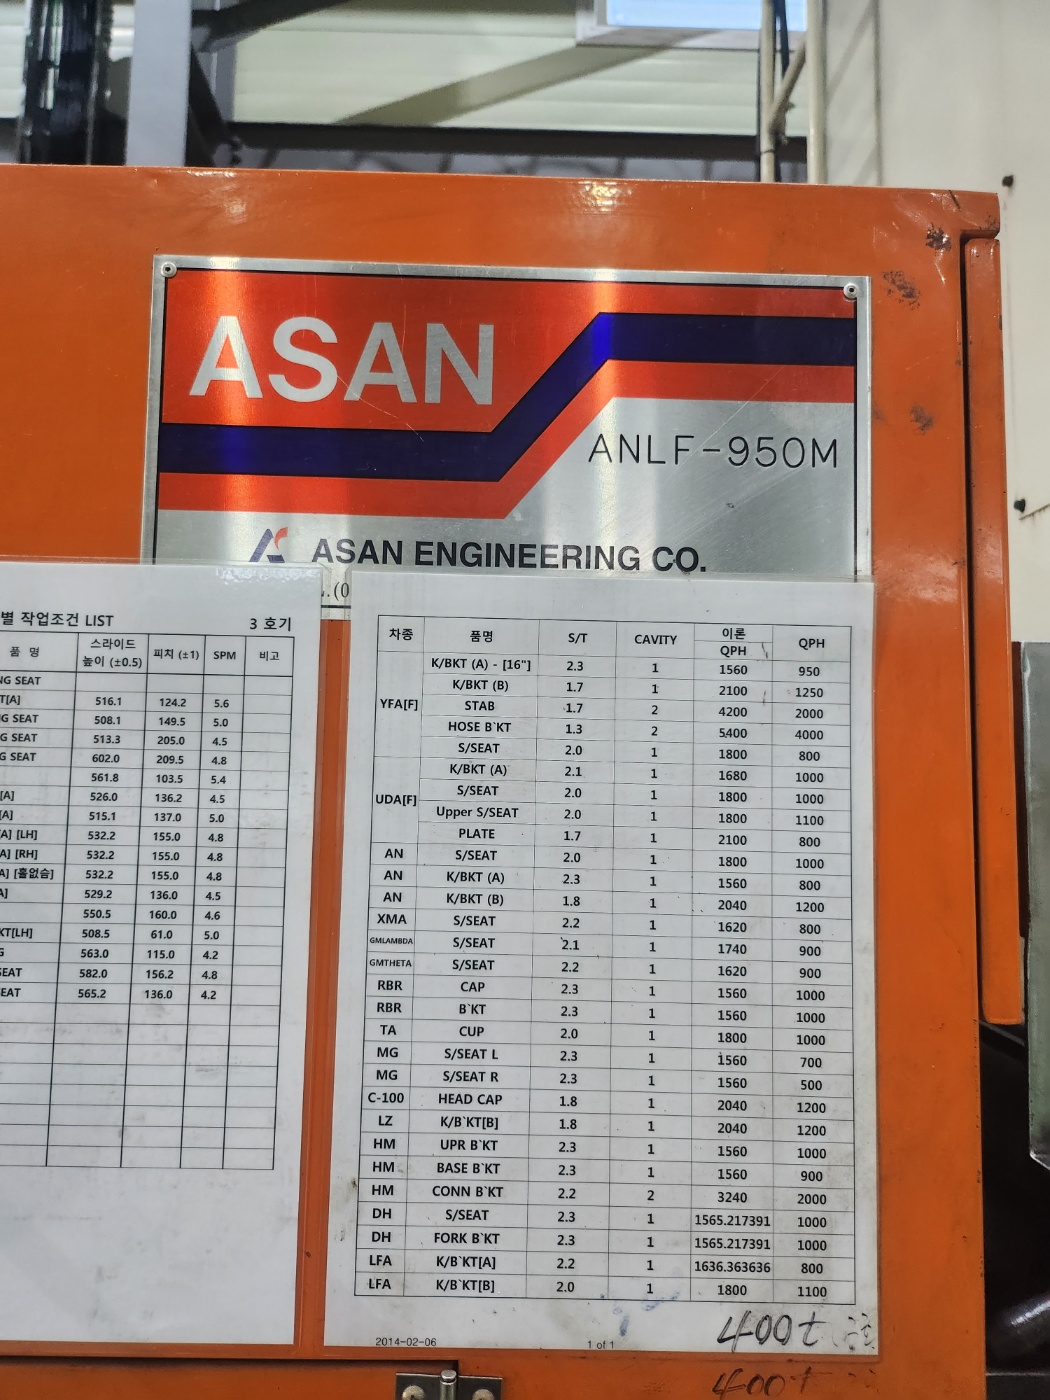 ASAN
ANLF-950M
ASAN ENGINEERING CO.
.(0
별 작업조건 LIST 3 호기
품 명 스라이드 높이 (±0.5) 피치 (±1) SPM 비고
NG SEAT
T[A] 516.1 124.2 5.6
NG SEAT 508.1 149.5 5.0
G SEAT 513.3 205.0 4.5
G SEAT 602.0 209.5 4.8
561.8 103.5 5.4
[A] 526.0 136.2 4.5
[A] 515.1 137.0 5.0
A] [LH] 532.2 155.0 4.8
A] [RH] 532.2 155.0 4.8
A] [홀없슴] 532.2 155.0 4.8
A] 529.2 136.0 4.5
550.5 160.0 4.6
KT[LH] 508.5 61.0 5.0
G 563.0 115.0 4.2
SEAT 582.0 156.2 4.8
EAT 565.2 136.0 4.2
차종 품명 S/T CAVITY 이론 QPH QPH
YFA[F] K/BKT (A) - [16"] 2.3 1 1560 950
K/BKT (B) 1.7 1 2100 1250
STAB 1.7 2 4200 2000
HOSE B`KT 1.3 2 5400 4000
S/SEAT 2.0 1 1800 800
UDA[F] K/BKT (A) 2.1 1 1680 1000
S/SEAT 2.0 1 1800 1000
Upper S/SEAT 2.0 1 1800 1100
PLATE 1.7 1 2100 800
AN S/SEAT 2.0 1 1800 1000
AN K/BKT (A) 2.3 1 1560 800
AN K/BKT (B) 1.8 1 2040 1200
XMA S/SEAT 2.2 1 1620 800
GMLAMBDA S/SEAT 2.1 1 1740 900
GMTHETA S/SEAT 2.2 1 1620 900
RBR CAP 2.3 1 1560 1000
RBR B`KT 2.3 1 1560 1000
TA CUP 2.0 1 1800 1000
MG S/SEAT L 2.3 1 1560 700
MG S/SEAT R 2.3 1 1560 500
C-100 HEAD CAP 1.8 1 2040 1200
LZ K/B`KT[B] 1.8 1 2040 1200
HM UPR B`KT 2.3 1 1560 1000
HM BASE B`KT 2.3 1 1560 900
HM CONN B`KT 2.2 2 3240 2000
DH S/SEAT 2.3 1 1565.217391 1000
DH FORK B`KT 2.3 1 1565.217391 1000
LFA K/B`KT[A] 2.2 1 1636.363636 800
LFA K/B`KT[B] 2.0 1 1800 1100
2014-02-06 1 of 1
400t
400t